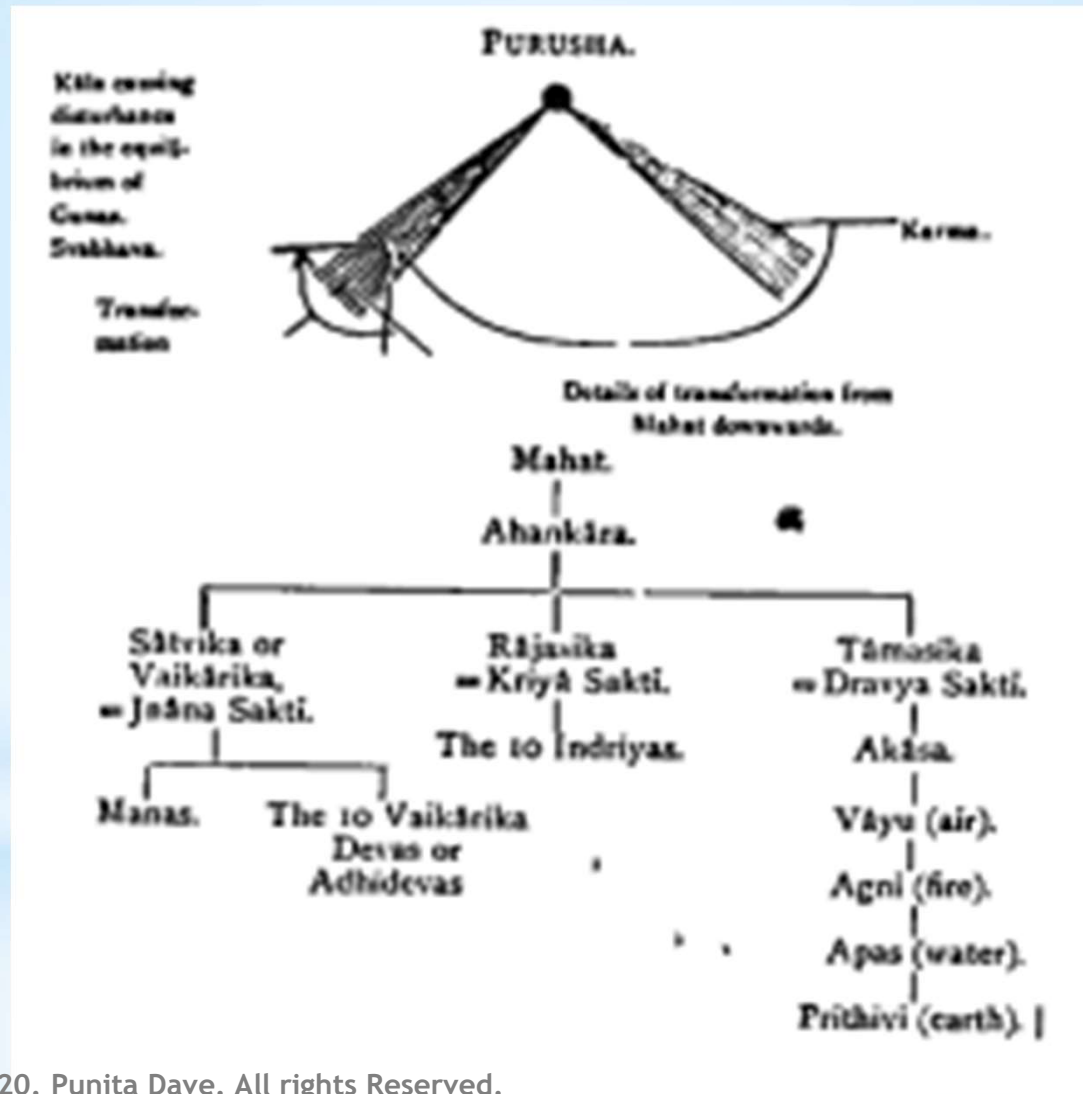 PURUSHA.
Kâla causing
disturbance
in the equili-
brium of
Gunas.
Svabhava.
Karma.
Transfor-
mation
Details of transformation from
Mahat downwards.
Mahat.
Ahankâra.
Sâtvika or
Vaikârika,
= Jnâna Sakti.
Râjasika
= Kriyâ Sakti.
Tâmasika
= Dravya Sakti.
The 10 Indriyas.
Akâsa.
Manas.
The 10 Vaikârika
Devas or
Adhidevas
Vâyu (air).
Agni (fire).
Apas (water).
Prithivi (earth).
20. Punita Dave. All rights Reserved.